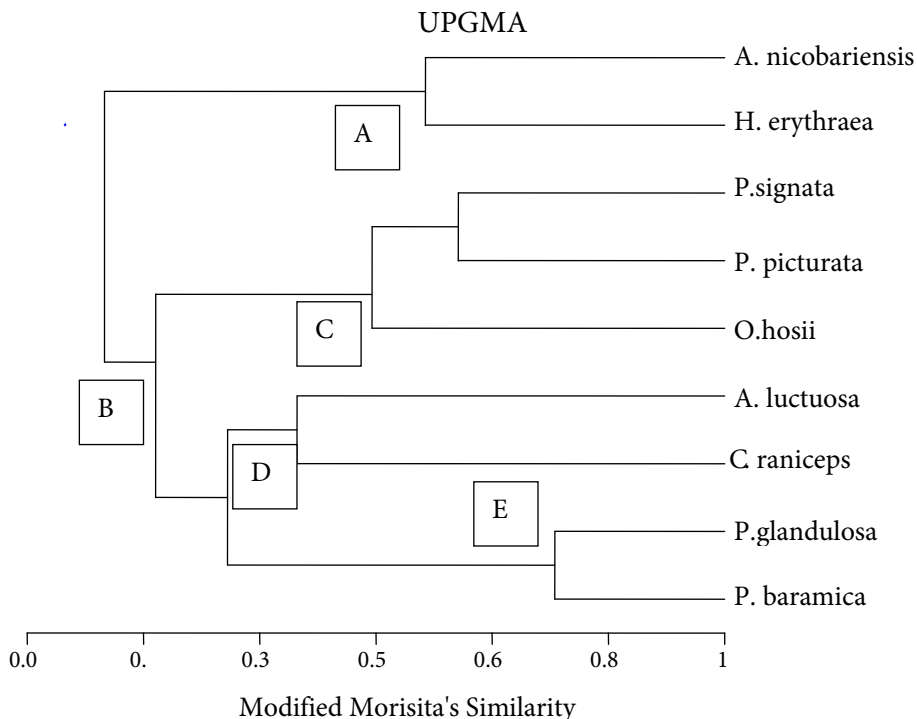 UPGMA
A. nicobariensis
H. erythraea
A
P.signata
P. picturata
O.hosii
C
A. luctuosa
B
C. raniceps
D
E
P.glandulosa
P. baramica
0.0 0. 0.3 0.5 0.6 0.8 1
Modified Morisita's Similarity